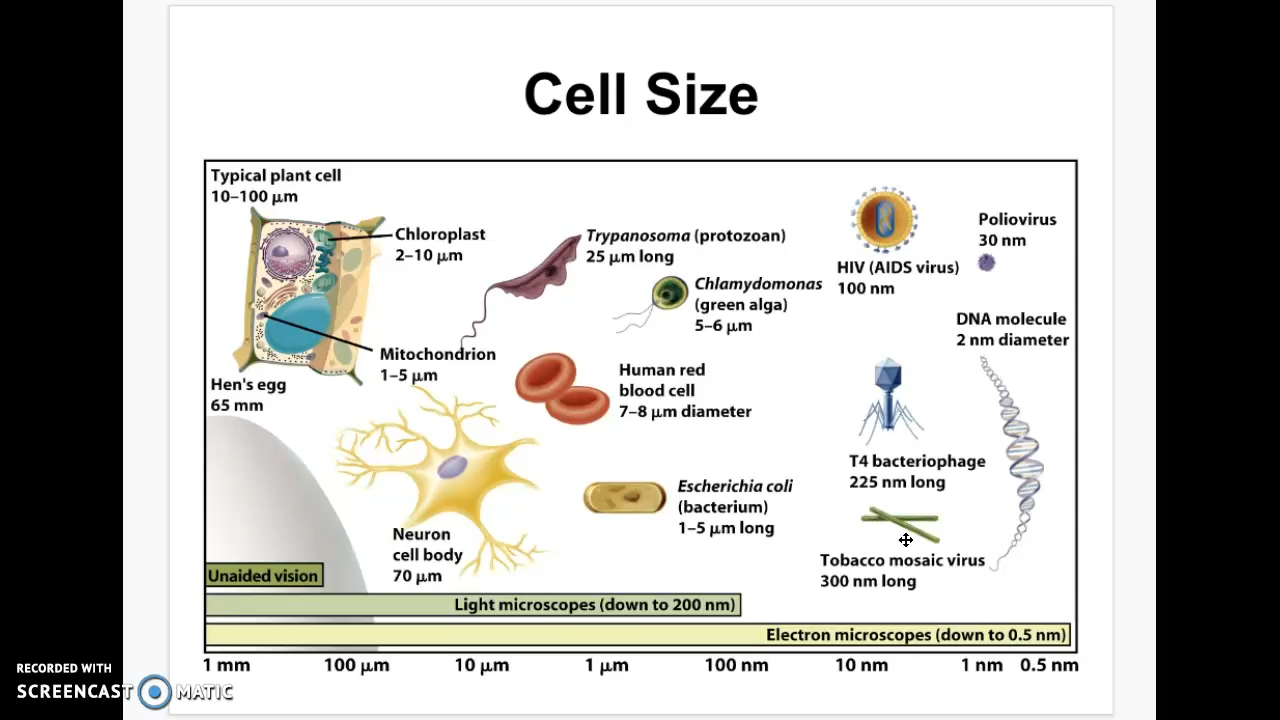 Cell Size
Typical plant cell
10–100 μm
Chloroplast
2–10 μm
Mitochondrion
1–5 μm
Hen's egg
65 mm
Trypanosoma (protozoan)
25 μm long
Chlamydomonas
(green alga)
5–6 μm
Human red
blood cell
7–8 μm diameter
Neuron
cell body
70 μm
Escherichia coli
(bacterium)
1–5 μm long
HIV (AIDS virus)
100 nm
Poliovirus
30 nm
DNA molecule
2 nm diameter
T4 bacteriophage
225 nm long
Tobacco mosaic virus
300 nm long
Unaided vision
Light microscopes (down to 200 nm)
Electron microscopes (down to 0.5 nm)
1 mm 100 μm 10 μm 1 μm 100 nm 10 nm 1 nm 0.5 nm
RECORDED WITH
SCREENCAST MATIC